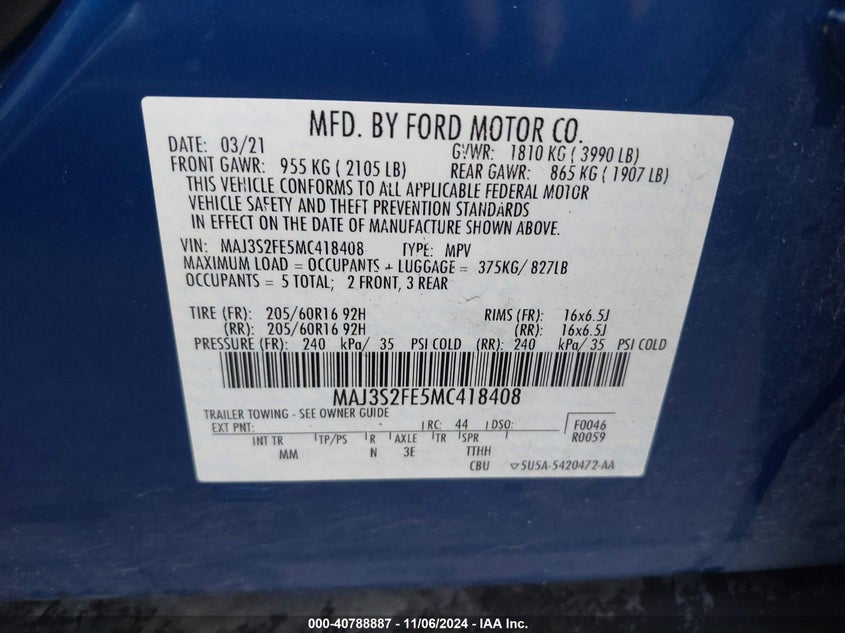 MFD. BY FORD MOTOR CO.
DATE: 03/21 GVWR: 1810 KG ( 3990 LB)
FRONT GAWR: 955 KG ( 2105 LB) REAR GAWR: 865 KG ( 1907 LB)
THIS VEHICLE CONFORMS TO ALL APPLICABLE FEDERAL MOTOR
VEHICLE SAFETY AND THEFT PREVENTION STANDARDS
IN EFFECT ON THE DATE OF MANUFACTURE SHOWN ABOVE.
VIN: MAJ3S2FE5MC418408 TYPE: MPV
MAXIMUM LOAD = OCCUPANTS + LUGGAGE = 375KG/ 827LB
OCCUPANTS = 5 TOTAL; 2 FRONT, 3 REAR
TIRE (FR): 205/60R16 92H RIMS (FR): 16x6.5J
(RR): 205/60R16 92H (RR): 16x6.5J
PRESSURE (FR): 240 kPa/ 35 PSI COLD (RR): 240 kPa/ 35 PSI COLD
MAJ3S2FE5MC418408
TRAILER TOWING - SEE OWNER GUIDE
EXT PNT: RC: 44 DSO: F0046
R0059
INT TR TP/PS R AXLE TR SPR
MM N 3E TTHH
CBU ▽5U5A-5420472-AA
000-40788887 - 11/06/2024 - IAA Inc.